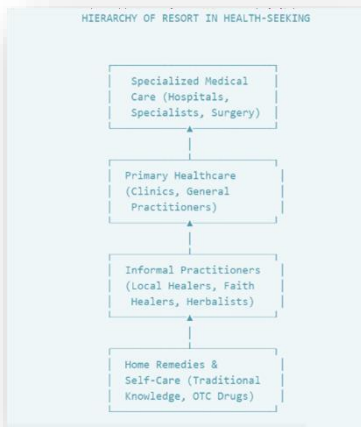 HIERARCHY OF RESORT IN HEALTH-SEEKING
Specialized Medical
Care (Hospitals,
Specialists, Surgery)
Primary Healthcare
(Clinics, General
Practitioners)
Informal Practitioners
(Local Healers, Faith
Healers, Herbalists)
Home Remedies &
Self-Care (Traditional
Knowledge, OTC Drugs)